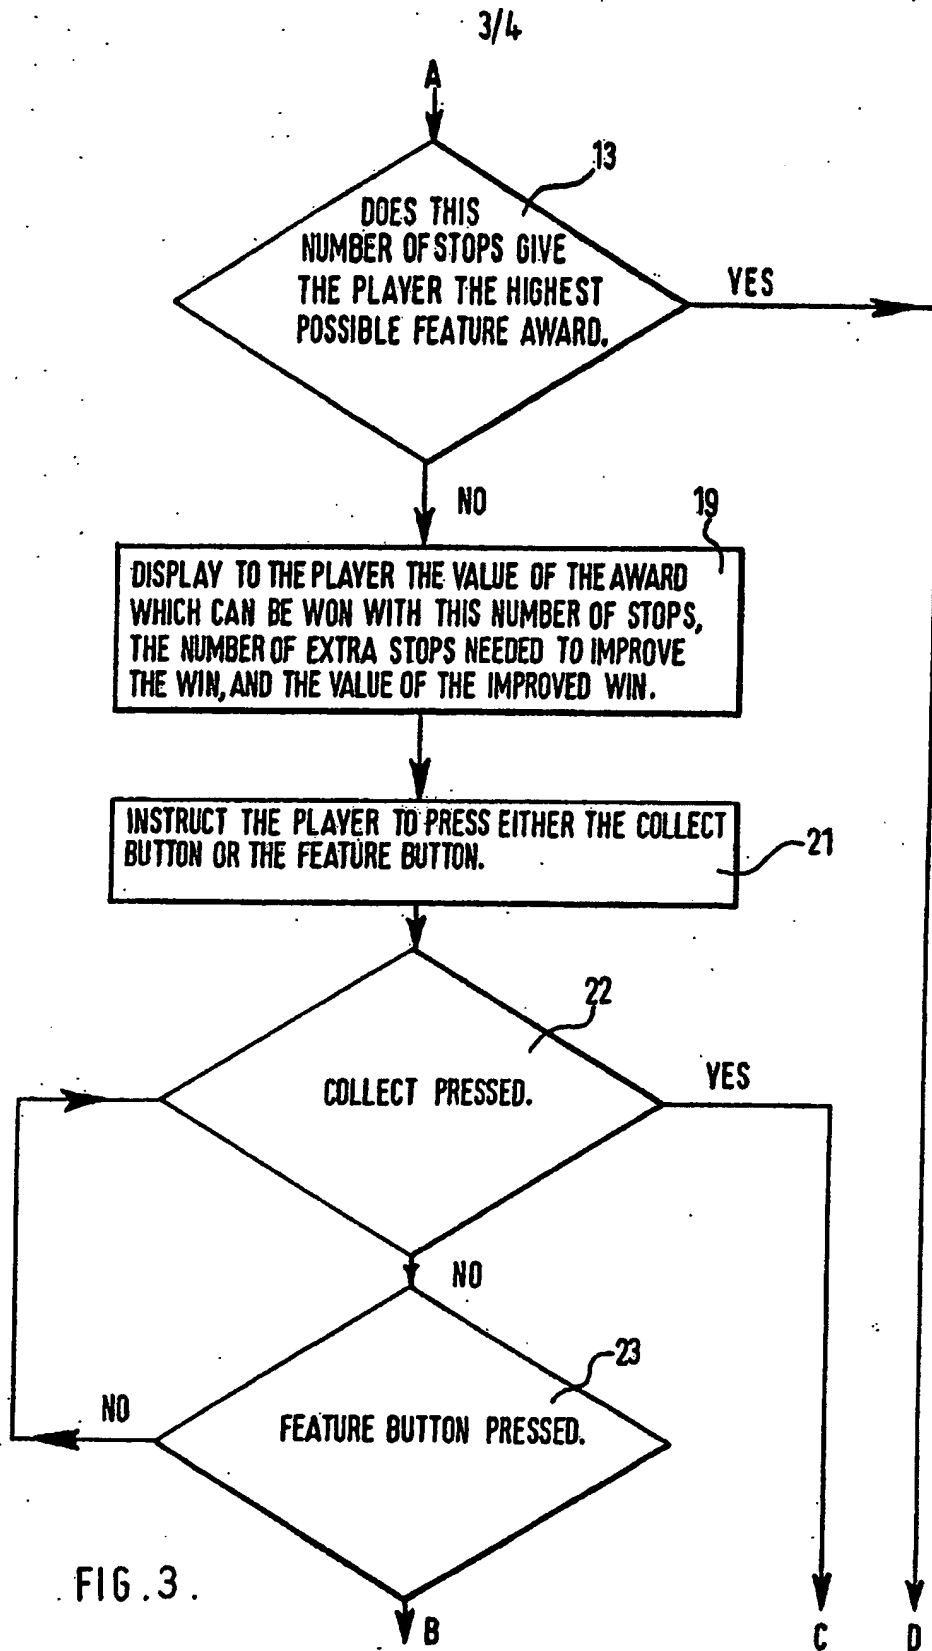 3/4
A
13
DOES THIS
NUMBER OF STOPS GIVE
THE PLAYER THE HIGHEST
POSSIBLE FEATURE AWARD.
YES
NO
19
DISPLAY TO THE PLAYER THE VALUE OF THE AWARD
WHICH CAN BE WON WITH THIS NUMBER OF STOPS,
THE NUMBER OF EXTRA STOPS NEEDED TO IMPROVE
THE WIN, AND THE VALUE OF THE IMPROVED WIN.
INSTRUCT THE PLAYER TO PRESS EITHER THE COLLECT
BUTTON OR THE FEATURE BUTTON.
21
22
COLLECT PRESSED.
YES
NO
23
FEATURE BUTTON PRESSED.
NO
FIG.3.
B
C
D